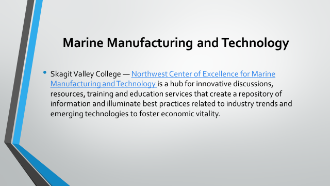 Marine Manufacturing and Technology
• Skagit Valley College — Northwest Center of Excellence for Marine
Manufacturing and Technology is a hub for innovative discussions,
resources, training and education services that create a repository of
information and illuminate best practices related to industry trends and
emerging technologies to foster economic vitality.